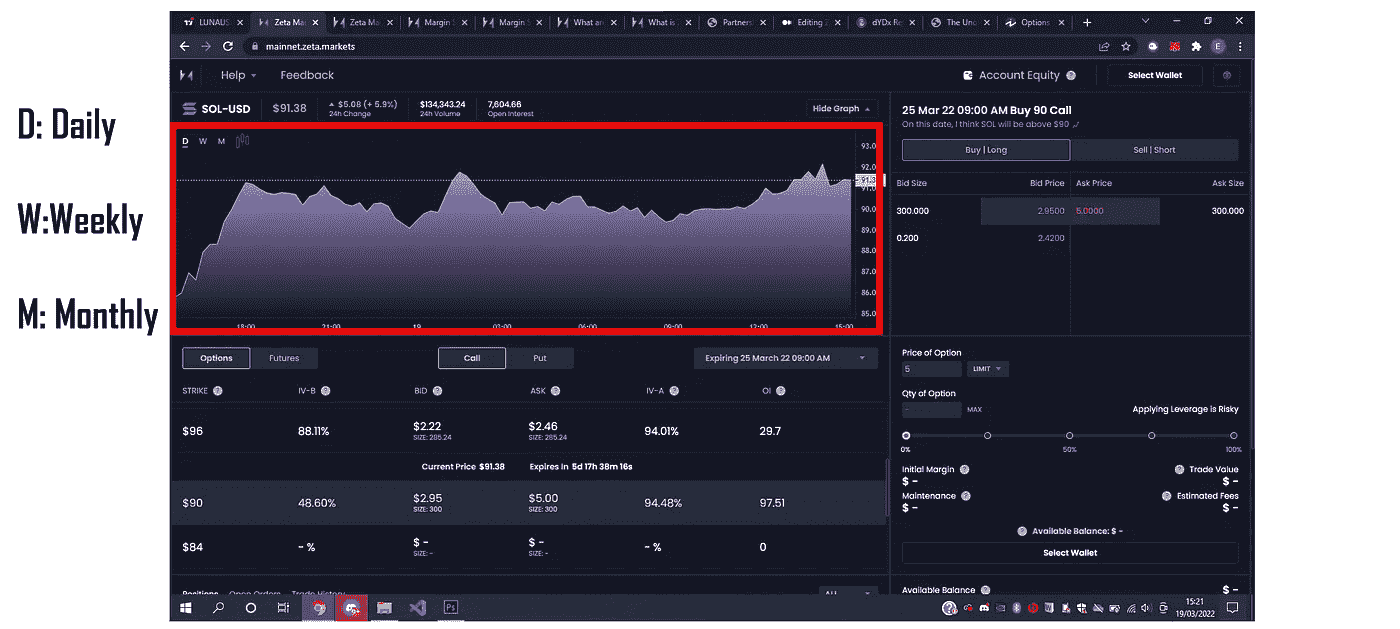 D: Daily
W:Weekly
M: Monthly
LUNAUS
Zeta Ma
Zeta Ma
Margin
Margin
What ar
What is
Partners
Editing
dYDx Re
The Uno
Options
mainnet.zeta.markets
E
Help
Feedback
Account Equity
Select Wallet
SOL-USD
$91.38
$5.08 (+ 5.9%)
24h Change
$134,343.24
24h Volume
7,604.66
Open Interest
Hide Graph
D W M
93.0
92.0
91.0
90.0
89.0
88.0
87.0
86.0
85.0
18:00 21:00 19 03:00 06:00 09:00 12:00 15:00
25 Mar 22 09:00 AM Buy 90 Call
On this date, I think SOL will be above $90
Buy | Long
Sell | Short
Bid Size Bid Price Ask Price Ask Size
300.000 2.9500 5.0000 300.000
0.200 2.4200
Options Futures
Call Put
Expiring 25 March 22 09:00 AM
STRIKE IV-B BID ASK IV-A OI
$96 88.11% $2.22 $2.46 94.01% 29.7
SIZE: 285.24 SIZE: 285.24
Current Price $91.38 Expires In 5d 17h 38m 16s
$90 48.60% $2.95 $5.00 94.48% 97.51
SIZE: 300 SIZE: 300
$84 - % $ - $ - - % 0
SIZE: - SIZE: -
Positions Open Orders Trade History
ALL
Price of Option
5 LIMIT
Qty of Option
- MAX
Applying Leverage is Risky
0% 50% 100%
Initial Margin Trade Value
$ - $ -
Maintenance Estimated Fees
$ - $ -
Available Balance: $ -
Select Wallet
Available Balance $ -
Ps
15:21
19/03/2022